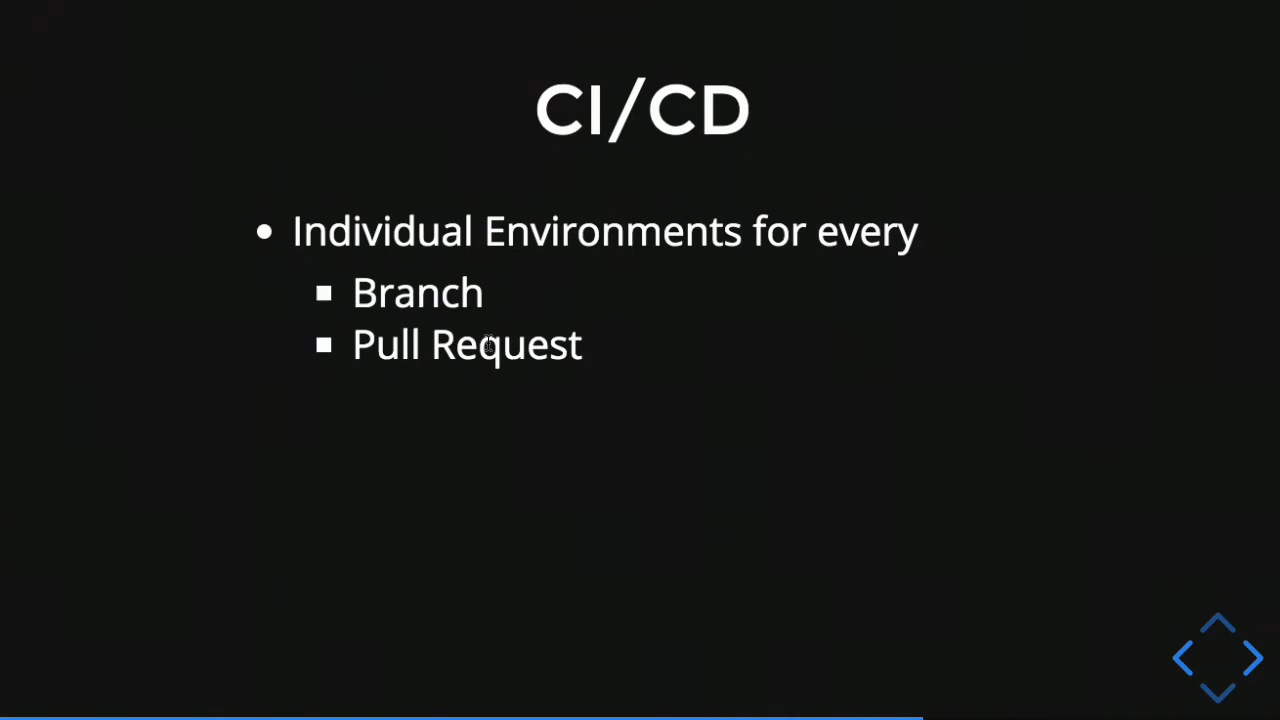 CI/CD
Individual Environments for every
Branch
Pull Request